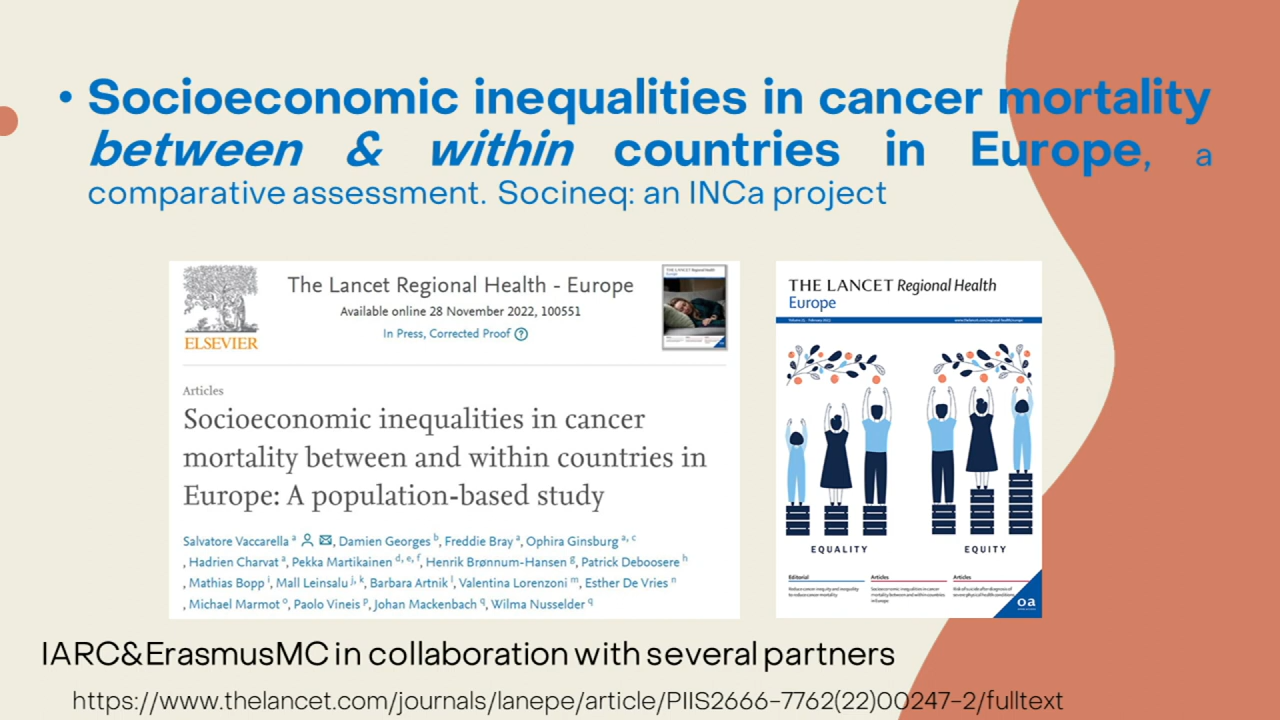 • Socioeconomic inequalities in cancer mortality
between & within countries in Europe, a
comparative assessment. Socineq: an INCa project
ELSEVIER
The Lancet Regional Health - Europe
Available online 28 November 2022, 100551
In Press, Corrected Proof ?
Articles
Socioeconomic inequalities in cancer
mortality between and within countries in
Europe: A population-based study
Salvatore Vaccarella a, Damien Georges b, Freddie Bray a, Ophira Ginsburg a, c
, Hadrien Charvat a, Pekka Martikainen d, e, f, Henrik Brønnum-Hansen g, Patrick Deboosere h
, Mathias Bopp i, Mall Leinsalu j, k, Barbara Artnik l, Valentina Lorenzoni m, Esther De Vries n
, Michael Marmot o, Paolo Vineis p, Johan Mackenbach q, Wilma Nusselder q
THE LANCET Regional Health
Europe
EQUALITY
EQUITY
Editorial
Articles
Articles
oa
IARC&ErasmusMC in collaboration with several partners
https://www.thelancet.com/journals/lanepe/article/PIIS2666-7762(22)00247-2/fulltext